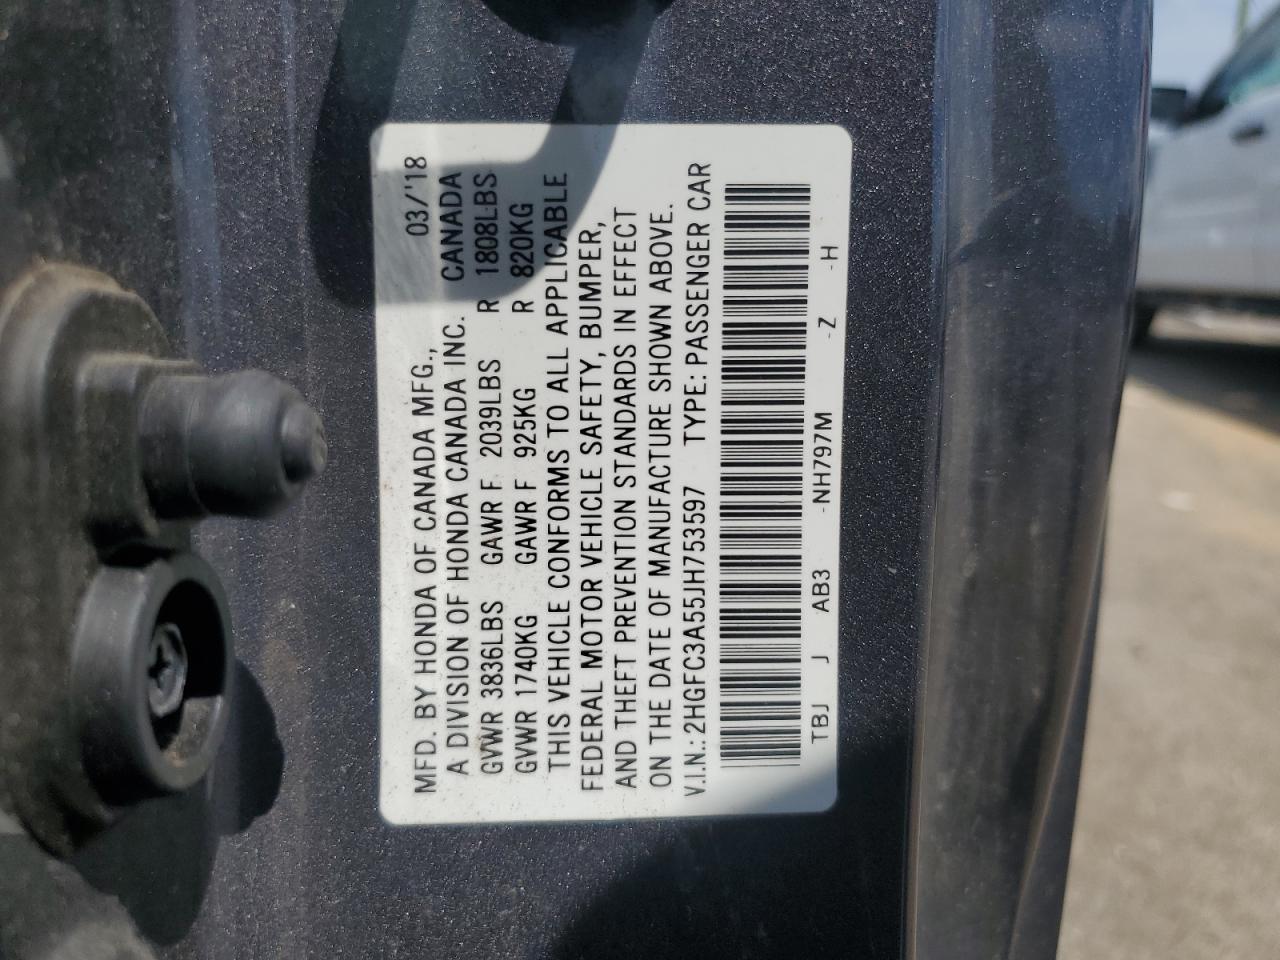 MFD. BY HONDA OF CANADA MFG., 03/'18
A DIVISION OF HONDA CANADA INC. CANADA
GVWR 3836LBS GAWR F 2039LBS R 1808LBS
GVWR 1740KG GAWR F 925KG R 820KG
THIS VEHICLE CONFORMS TO ALL APPLICABLE
FEDERAL MOTOR VEHICLE SAFETY, BUMPER,
AND THEFT PREVENTION STANDARDS IN EFFECT
ON THE DATE OF MANUFACTURE SHOWN ABOVE.
V.I.N.: 2HGFC3A55JH753597 TYPE: PASSENGER CAR
TBJ J AB3 -NH797M -Z -H